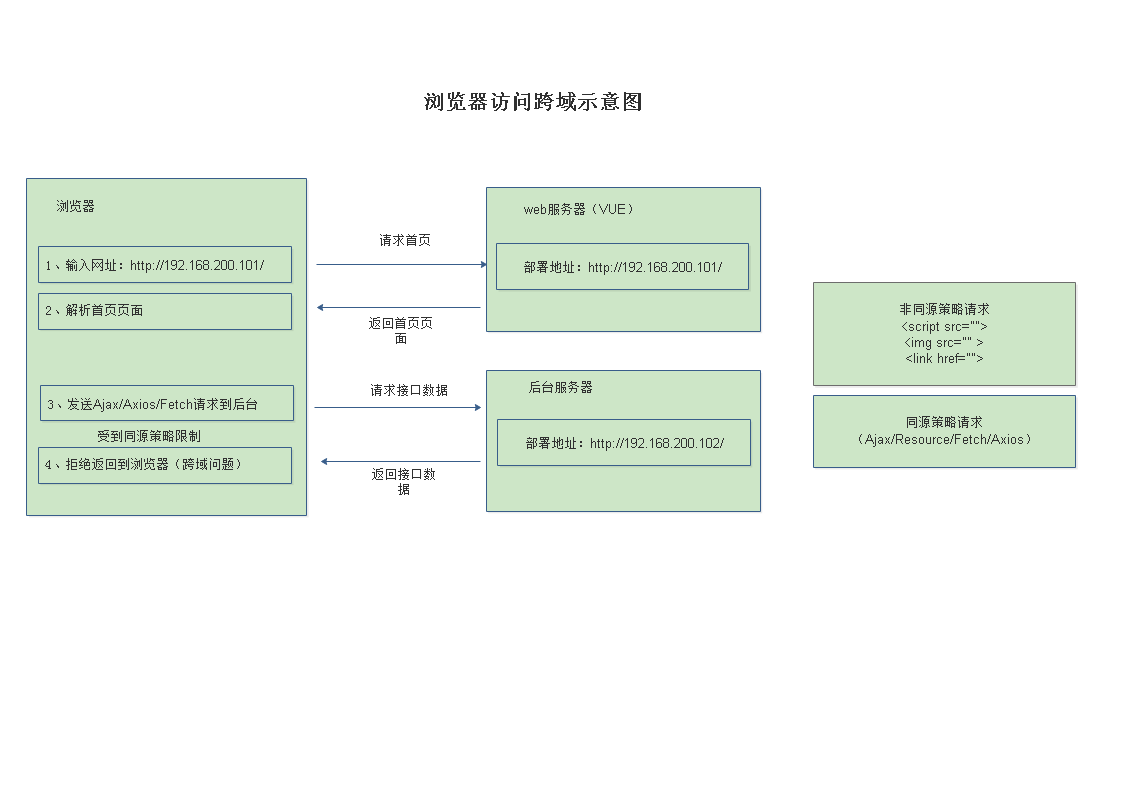 浏览器访问跨域示意图
浏览器
1、输入网址：http://192.168.200.101/
2、解析首页页面
3、发送Ajax/Axios/Fetch请求到后台
受到同源策略限制
4、拒绝返回到浏览器（跨域问题）
请求首页
返回首页页
面
请求接口数据
返回接口数
据
web服务器（VUE）
部署地址：http://192.168.200.101/
后台服务器
部署地址：http://192.168.200.102/
非同源策略请求
<script src="">
<img src="" >
<link href="">
同源策略请求
（Ajax/Resource/Fetch/Axios）